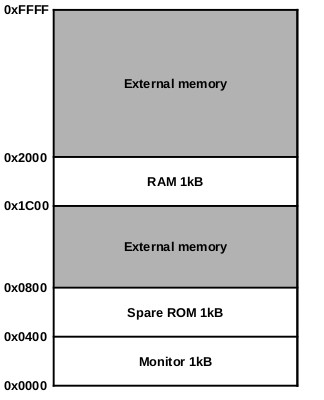 0xFFFF
External memory
0x2000
RAM 1kB
0x1C00
External memory
0x0800
Spare ROM 1kB
0x0400
Monitor 1kB
0x0000